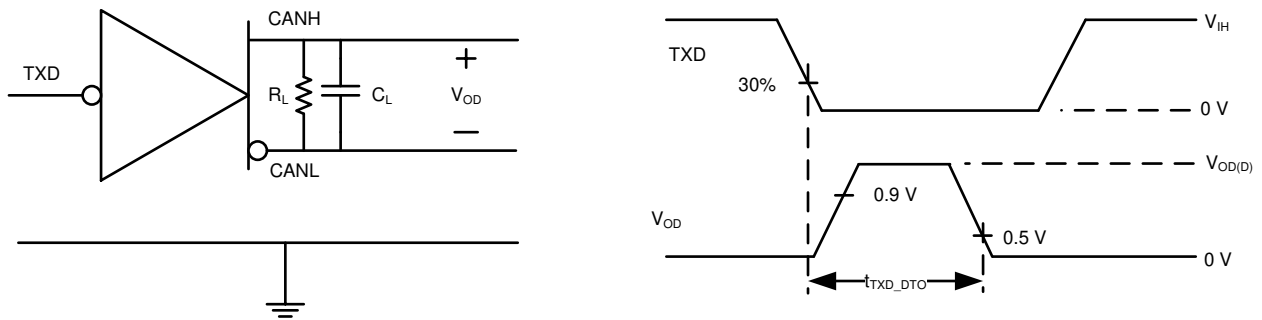 CANH
TXD
R_L
C_L
+
V_OD
—
CANL
TXD
30%
V_IH
0 V
V_OD(D)
0.9 V
V_OD
0.5 V
0 V
t_TXD_DTO